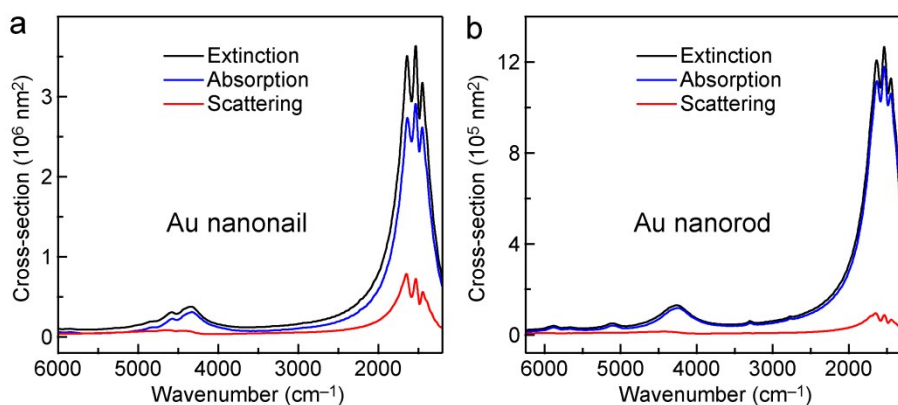 a
Extinction
Absorption
Scattering
Au nanonail
Cross-section (10⁶ nm²)
3
2
1
0
6000 5000 4000 3000 2000
Wavenumber (cm⁻¹)
b
Extinction
Absorption
Scattering
Au nanorod
Cross-section (10⁵ nm²)
12
8
4
0
6000 5000 4000 3000 2000
Wavenumber (cm⁻¹)